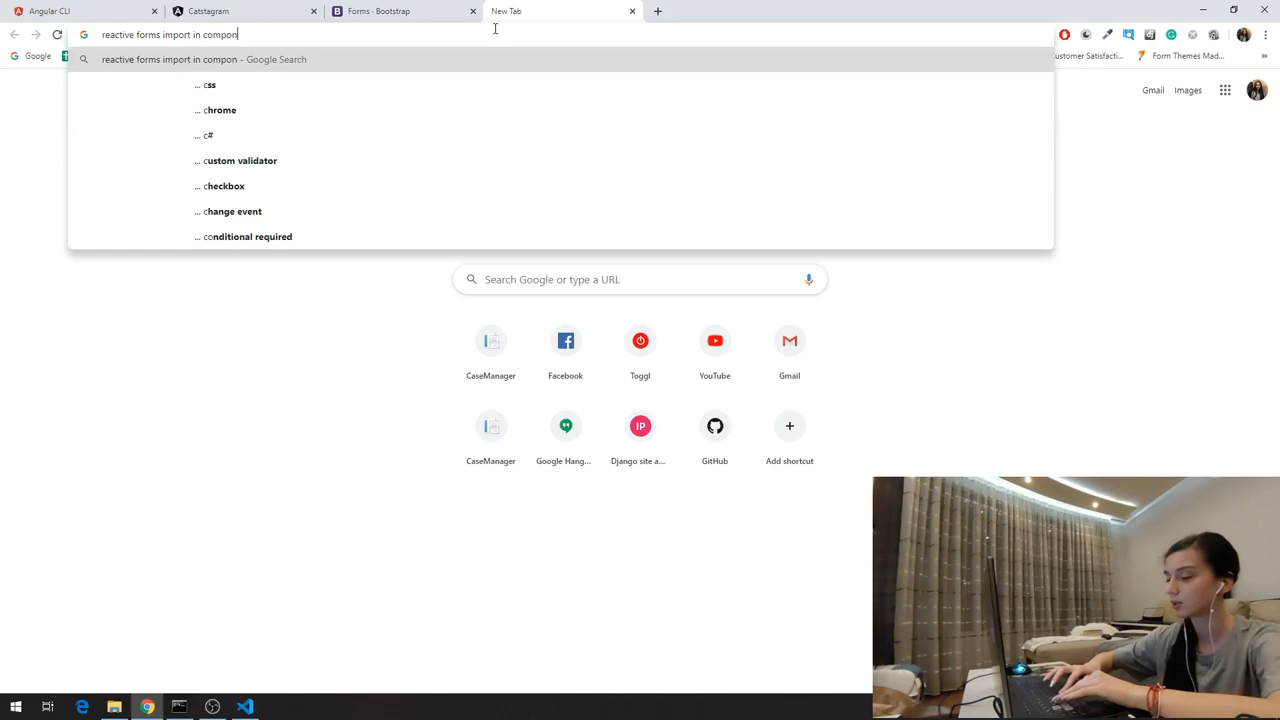 Angular CLI
Catstagram
Forms - Bootstrap
New Tab
reactive forms import in compon
Google
reactive forms import in compon - Google Search
... css
... chrome
... c#
... custom validator
... checkbox
... change event
... conditional required
ustomer Satisfacti...
Form Themes Mad...
Gmail
Images
Search Google or type a URL
CaseManager
Facebook
Toggl
YouTube
Gmail
IP
CaseManager
Google Hang...
Django site a...
GitHub
Add shortcut